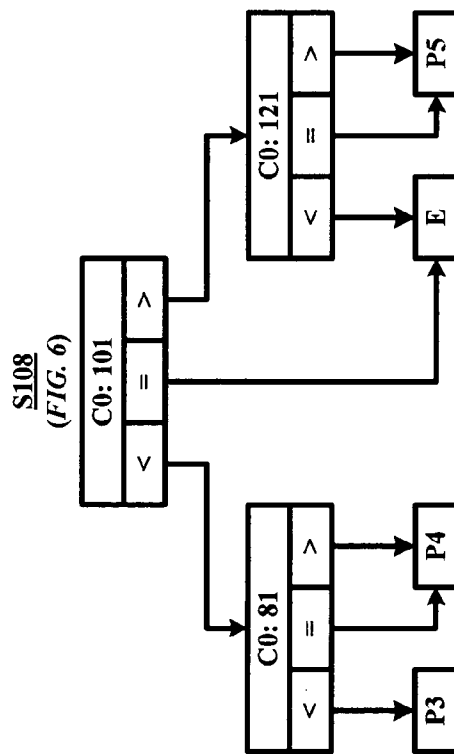 S108
(FIG. 6)
C0: 101
< = >
C0: 81
< = >
C0: 121
< = >
P3
P4
E
P5